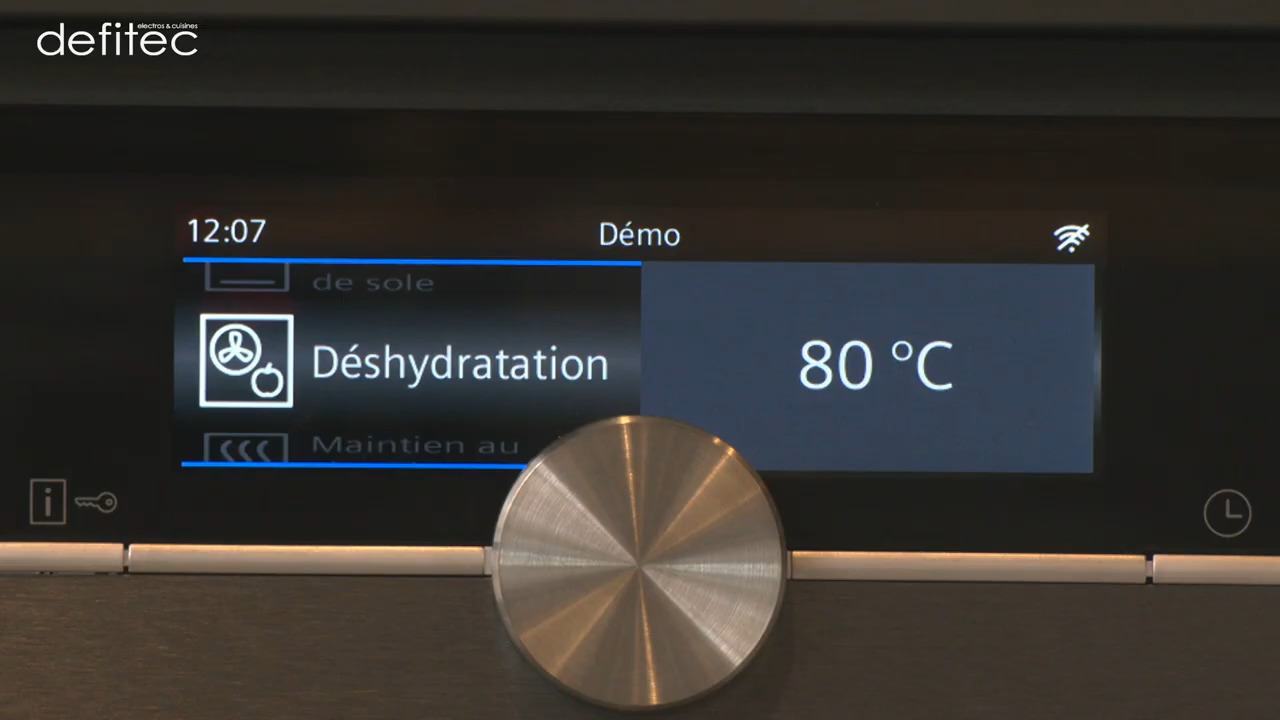 electros & cuisines
defitec
12:07
Démo
de sole
Déshydratation
80 °C
Maintien au
i